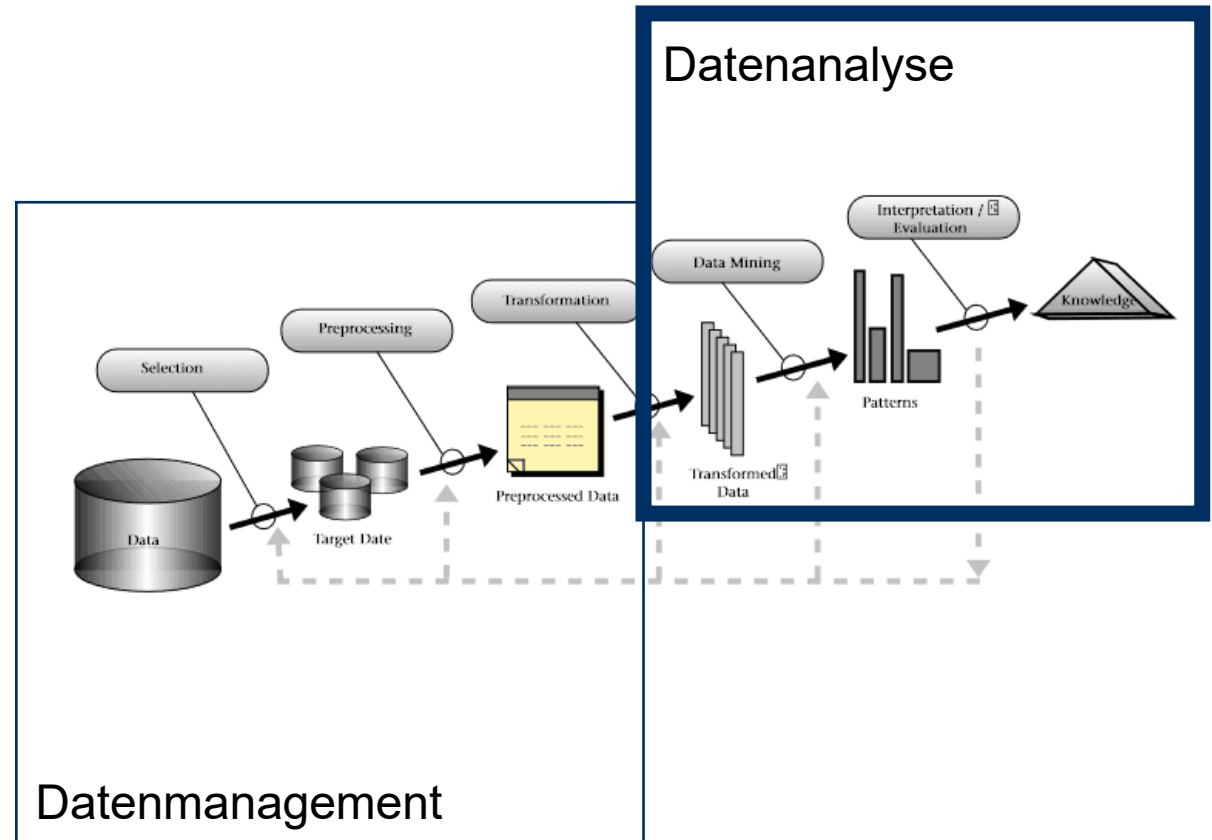 Datenanalyse
Interpretation /
Evaluation
Data Mining
Knowledge
Transformation
Preprocessing
Patterns
Selection
Transformed
Data
Preprocessed Data
Target Date
Data
Datenmanagement